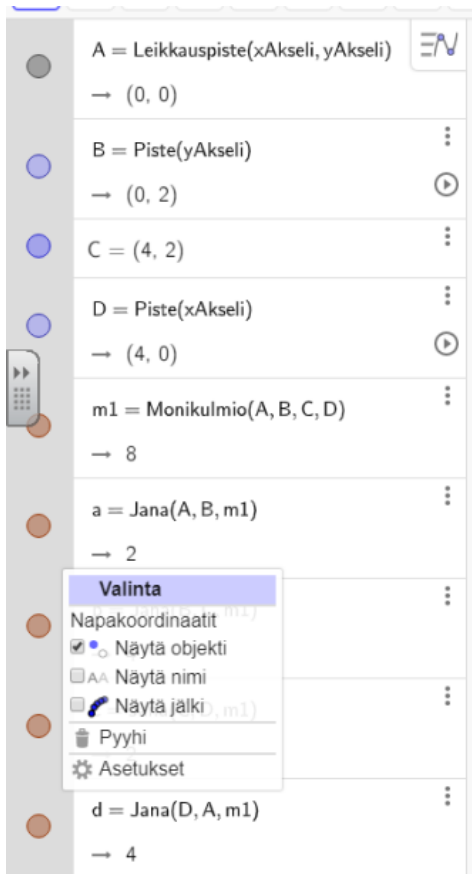 A = Leikkauspiste(xAkseli, yAkseli)
→ (0, 0)
B = Piste(yAkseli)
→ (0, 2)
C = (4, 2)
D = Piste(xAkseli)
→ (4, 0)
m1 = Monikulmio(A, B, C, D)
→ 8
a = Jana(A, B, m1)
→ 2
Valinta
Napakoordinaatit
Näytä objekti
AA Näytä nimi
Näytä jälki
Pyyhi
Asetukset
d = Jana(D, A, m1)
→ 4